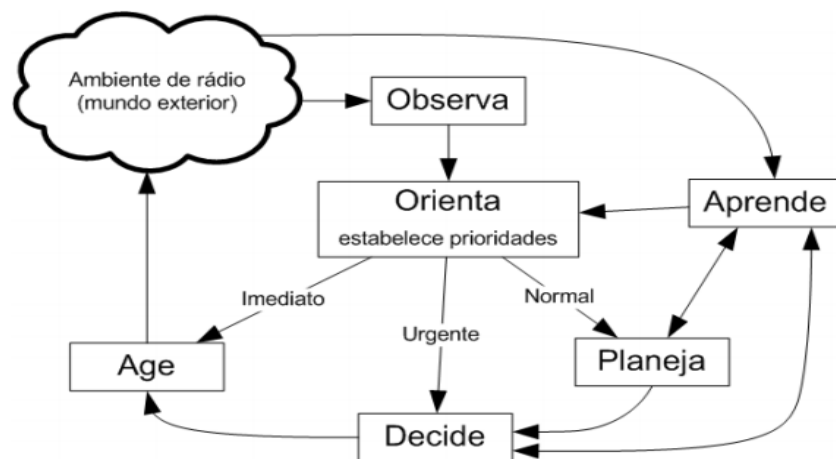 Ambiente de rádio
(mundo exterior)
Observa
Orienta
estabelece prioridades
Aprende
Imediato
Normal
Urgente
Age
Planeja
Decide